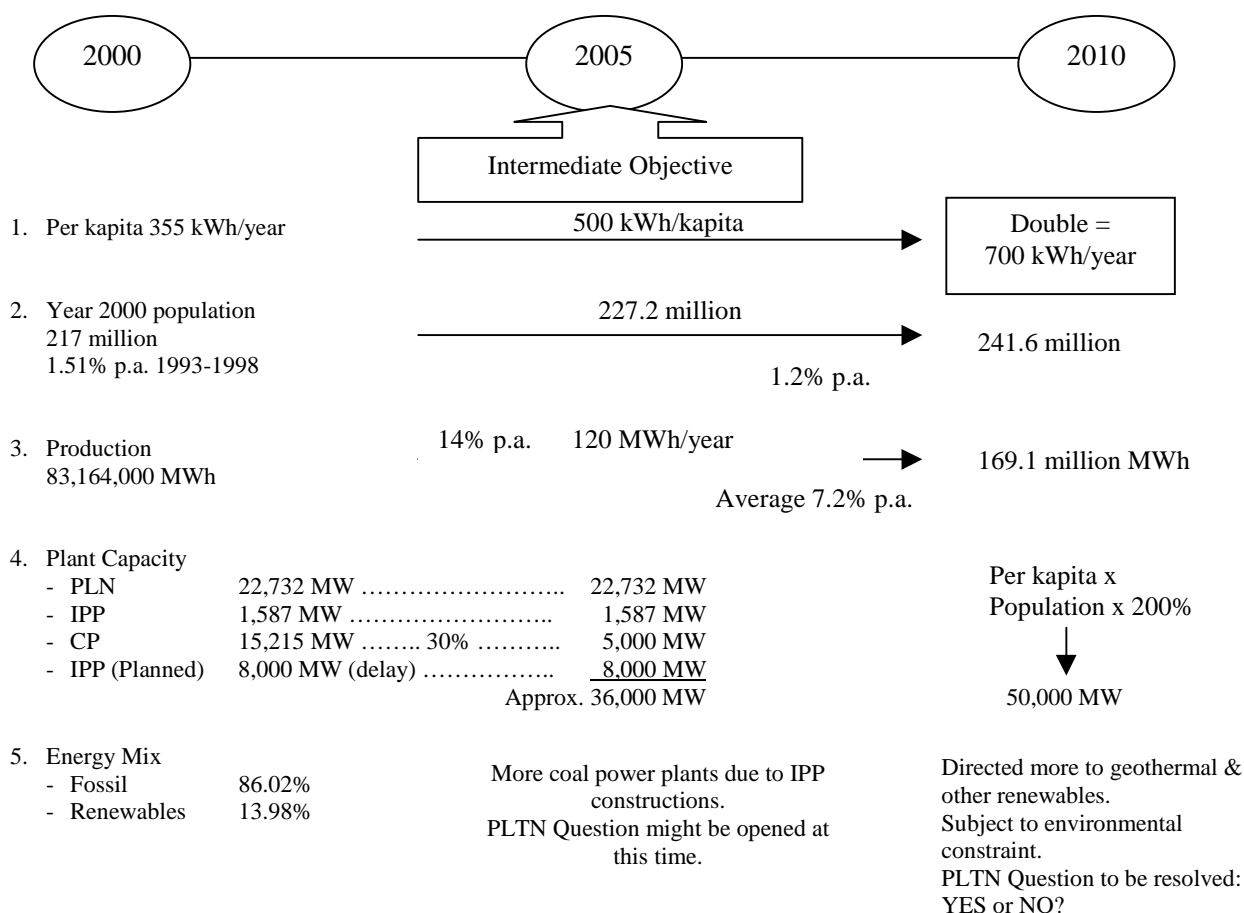 2000
2005
2010
Intermediate Objective
1. Per kapita 355 kWh/year
500 kWh/kapita
Double =
700 kWh/year
2. Year 2000 population
217 million
1.51% p.a. 1993-1998
227.2 million
1.2% p.a.
241.6 million
3. Production
83,164,000 MWh
14% p.a. 120 MWh/year
Average 7.2% p.a.
169.1 million MWh
4. Plant Capacity
- PLN 22,732 MW …………………….. 22,732 MW
- IPP 1,587 MW …………………….. 1,587 MW
- CP 15,215 MW …….. 30% ……….. 5,000 MW
- IPP (Planned) 8,000 MW (delay) …………….. 8,000 MW
Approx. 36,000 MW
Per kapita x
Population x 200%
50,000 MW
5. Energy Mix
- Fossil 86.02%
- Renewables 13.98%
More coal power plants due to IPP
constructions.
PLTN Question might be opened at
this time.
Directed more to geothermal &
other renewables.
Subject to environmental
constraint.
PLTN Question to be resolved:
YES or NO?